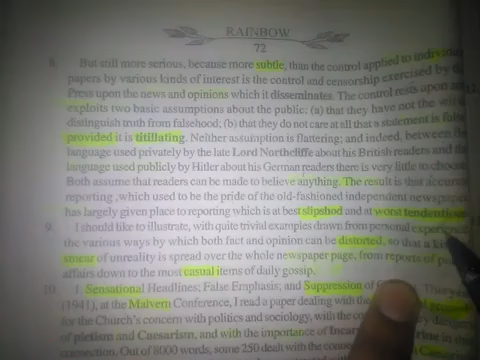 RAINBOW
72
8. But still more serious, because more subtle, than the control applied to individual
papers by various kinds of interest is the control and censorship exercised by the
Press upon the news and opinions which it disseminates. The control rests upon and
exploits two basic assumptions about the public: (a) that they have not the wit to
distinguish truth from falsehood; (b) that they do not care at all that a statement is false
provided it is titillating. Neither assumption is flattering; and indeed, between the
language used privately by the late Lord Northcliffe about his British readers and the
language used publicly by Hitler about his German readers there is very little to choose
Both assume that readers can be made to believe anything. The result is that accurate
reporting ,which used to be the pride of the old-fashioned independent newspaper
has largely given place to reporting which is at best slipshod and at worst tendentious
9. I should like to illustrate, with quite trivial examples drawn from personal experience
the various ways by which both fact and opinion can be distorted, so that a kind
smear of unreality is spread over the whole newspaper page, from reports of
affairs down to the most casual items of daily gossip.
10. 1: Sensational Headlines; False Emphasis; and Suppression of
(1941), at the Malvern Conference, I read a paper dealing with the
for the Church's concern with politics and sociology, with the dangers
of pietism and Caesarism, and with the importance of in
connection. Out of 8000 words, some 250 dealt with the